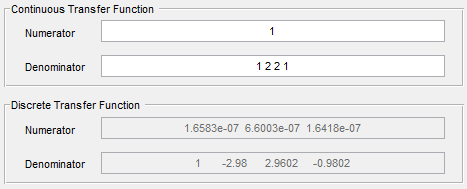 Continuous Transfer Function
Numerator 1
Denominator 1 2 2 1
Discrete Transfer Function
Numerator 1.6583e-07 6.6003e-07 1.6418e-07
Denominator 1 -2.98 2.9602 -0.9802